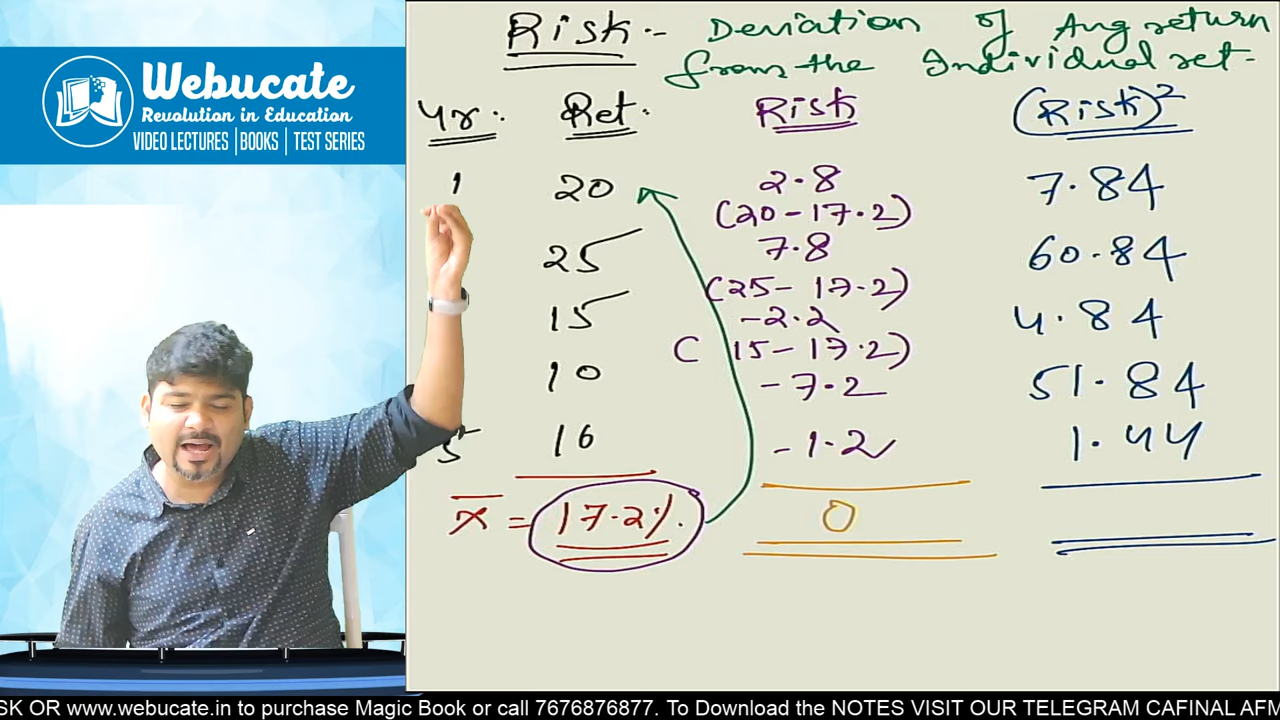 Webucate
Revolution in Education
VIDEO LECTURES | BOOKS | TEST SERIES
Risk :- Deviation of Avg return
from the Individual ret.
Yr. Ret. Risk (Risk)²
1 20 2.8 7.84
(20-17.2)
25 7.8 60.84
(25-17.2)
15 -2.2 4.84
(15-17.2)
10 -7.2 51.84
5 16 -1.2 1.44
x̄ = 17.2% 0
SK OR www.webucate.in to purchase Magic Book or call 7676876877. To Download the NOTES VISIT OUR TELEGRAM CAFINAL AFM